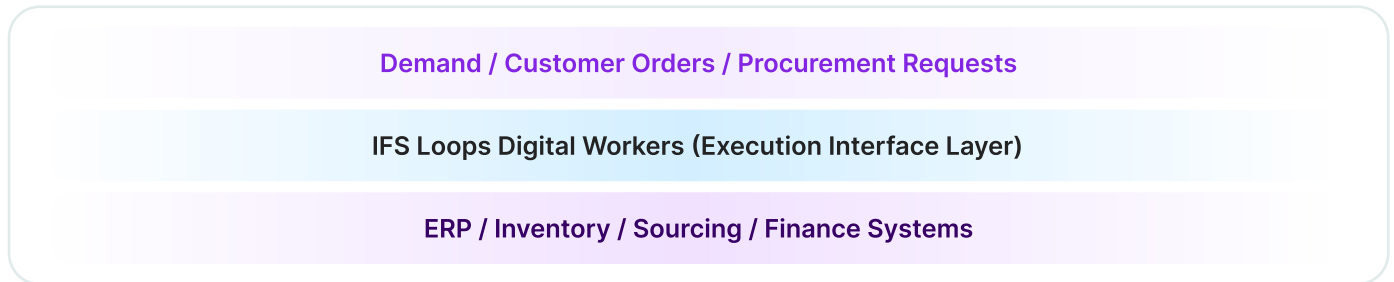 Demand / Customer Orders / Procurement Requests
IFS Loops Digital Workers (Execution Interface Layer)
ERP / Inventory / Sourcing / Finance Systems